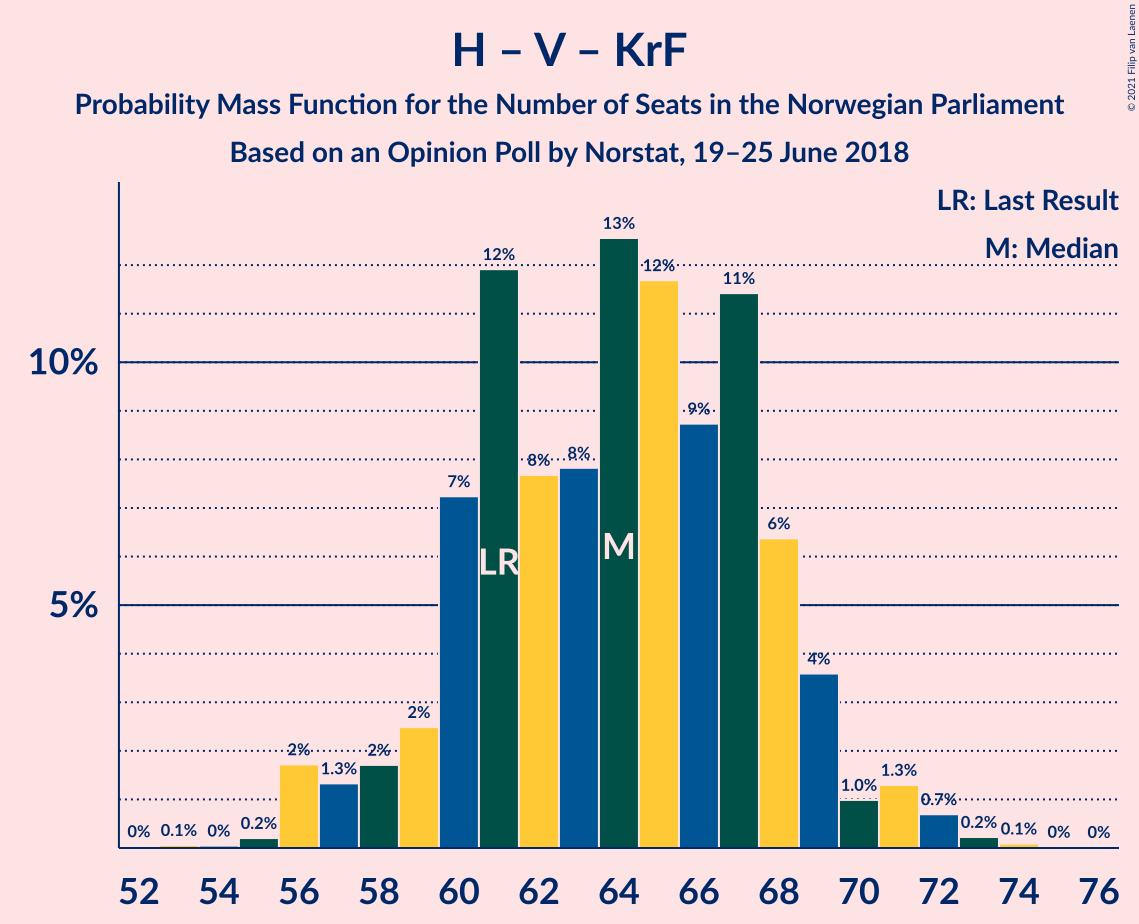 © 2021 Filip van Laenen
H – V – KrF
Probability Mass Function for the Number of Seats in the Norwegian Parliament
Based on an Opinion Poll by Norstat, 19–25 June 2018
LR: Last Result
M: Median
10%
5%
0% 0.1% 0% 0.2% 2% 1.3% 2% 2% 7% 12% 8% 8% 13% 12% 9% 11% 6% 4% 1.0% 1.3% 0.7% 0.2% 0.1% 0% 0%
LR M
52 54 56 58 60 62 64 66 68 70 72 74 76